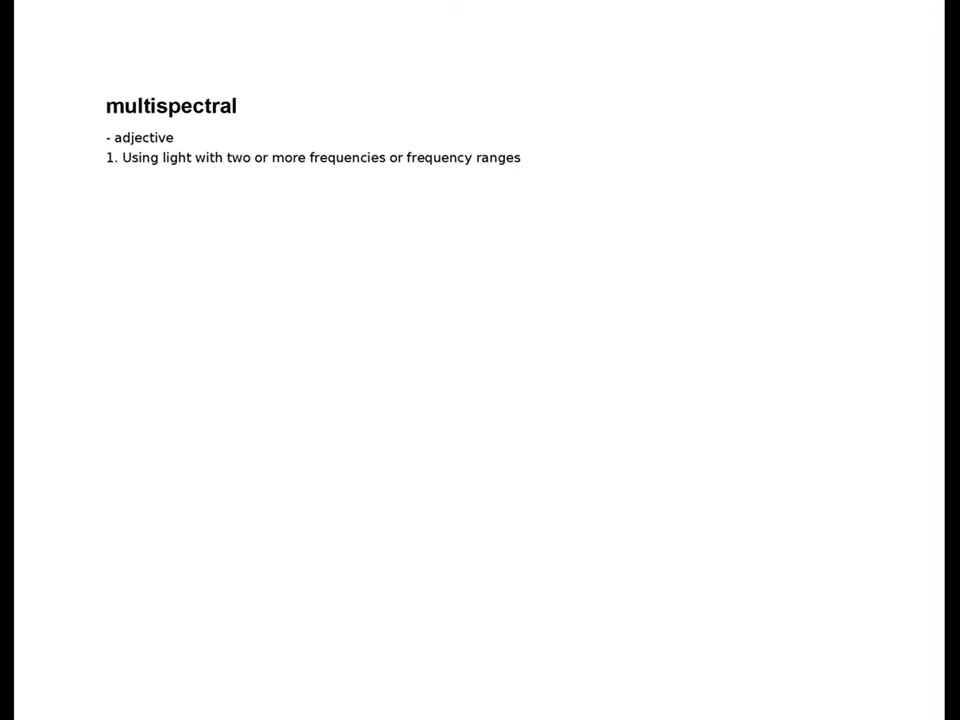 multispectral
- adjective
1. Using light with two or more frequencies or frequency ranges